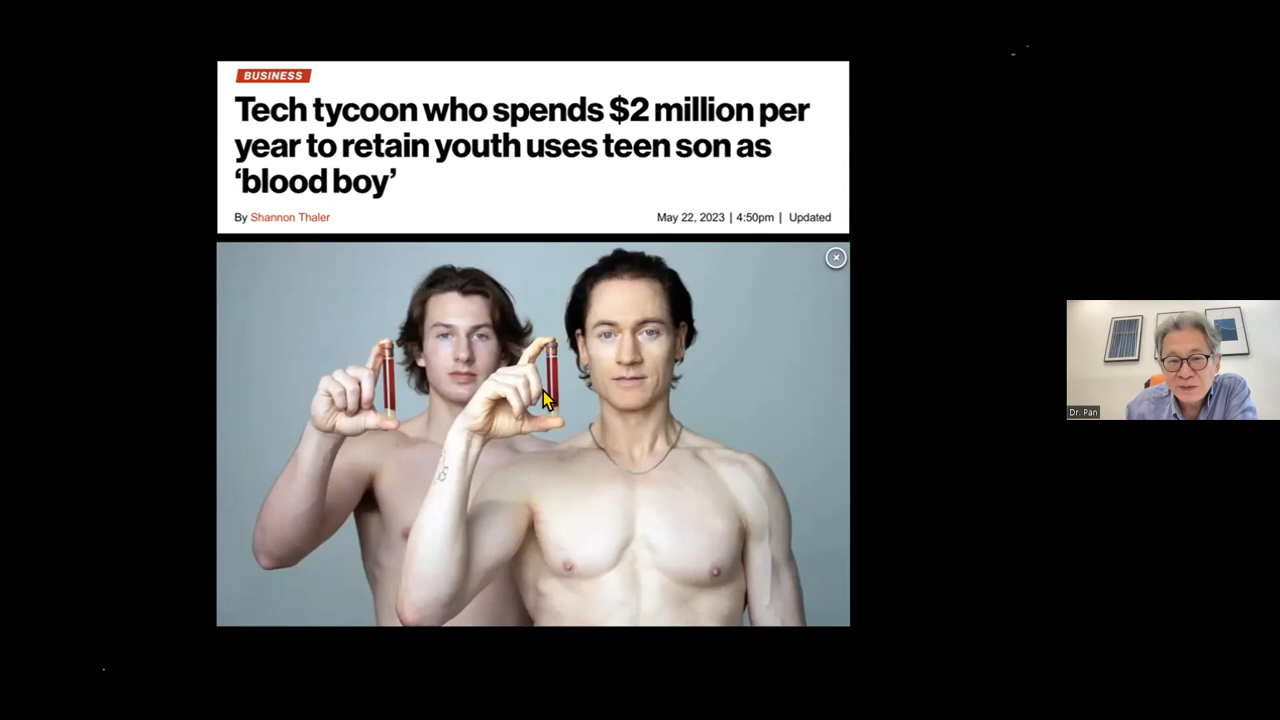 BUSINESS
Tech tycoon who spends $2 million per
year to retain youth uses teen son as
‘blood boy’
By Shannon Thaler
May 22, 2023 | 4:50pm | Updated
Dr. Pan